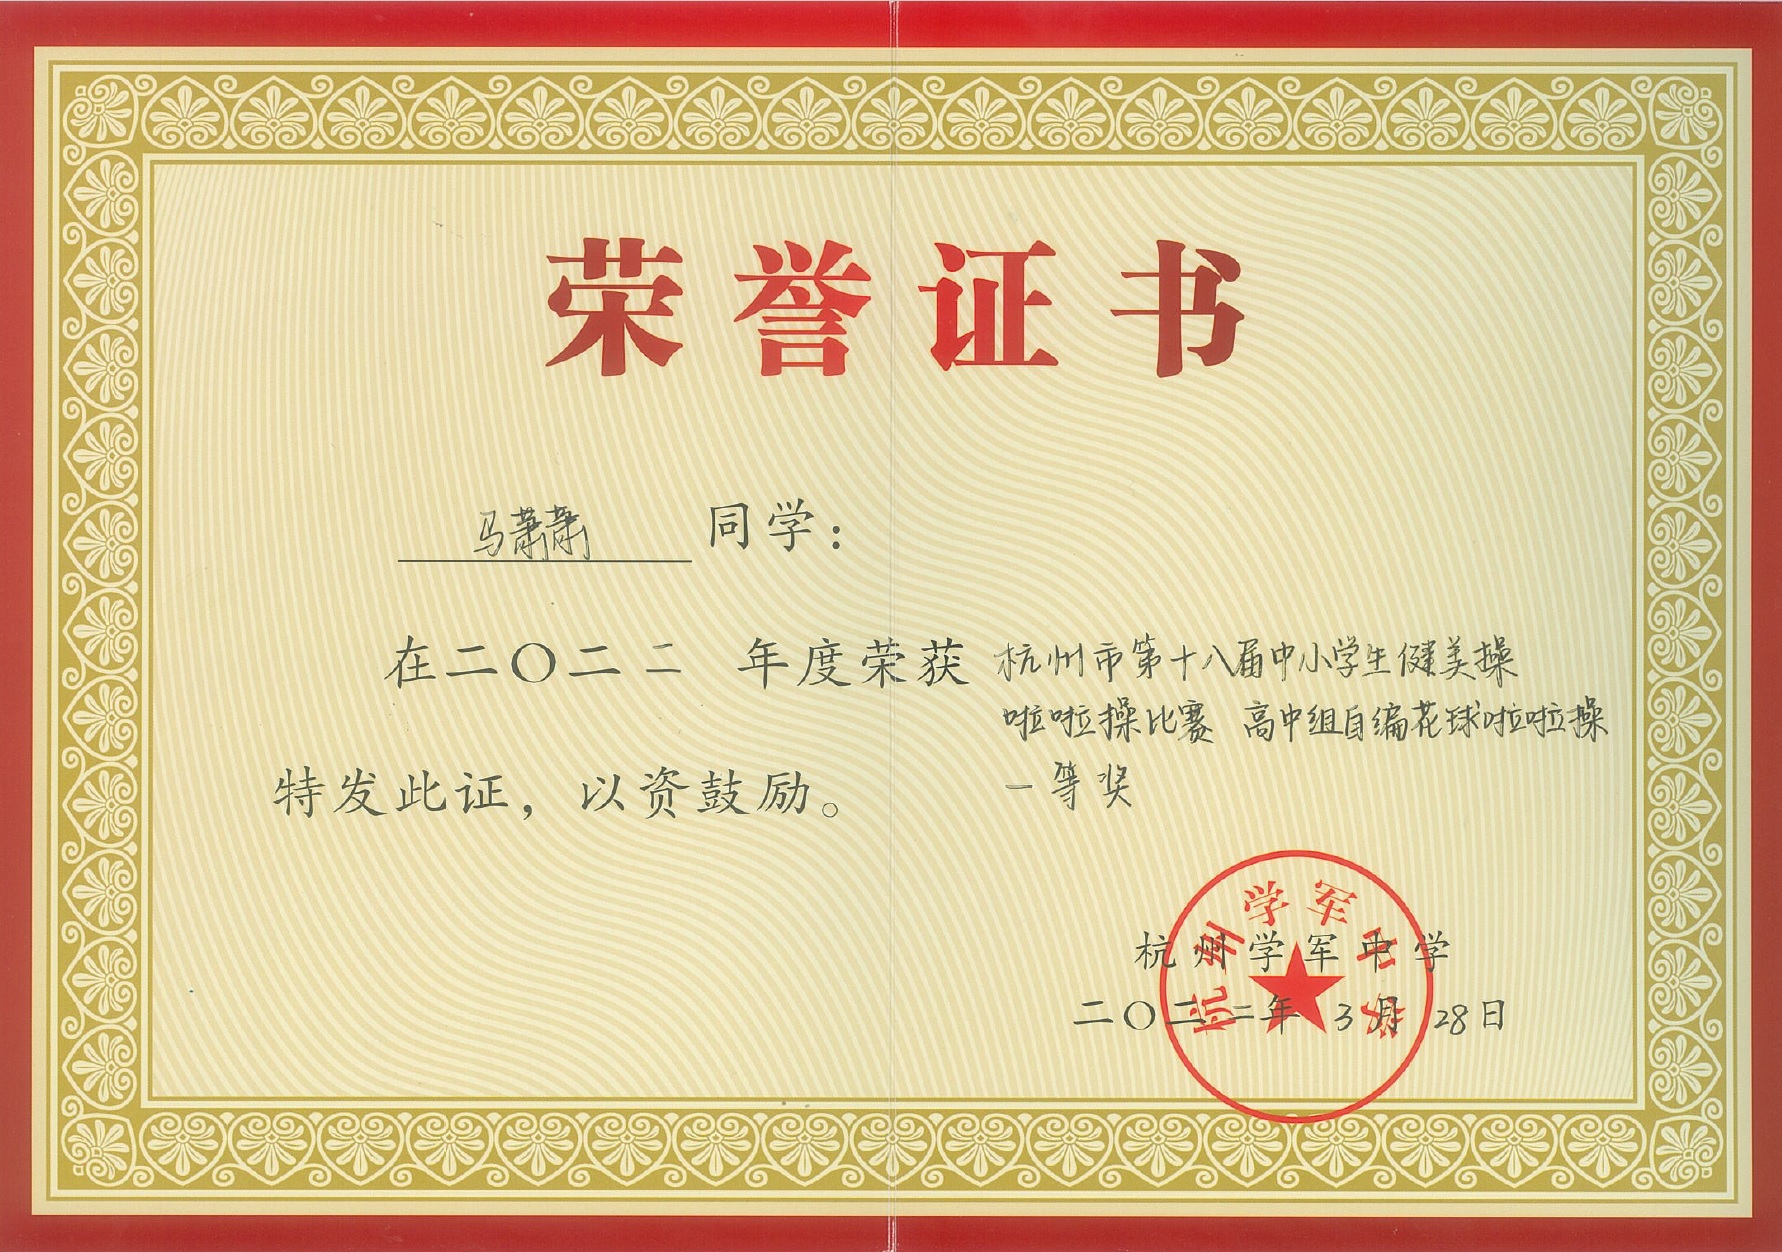 荣誉证书
马萧萧 同学：
在二〇二二 年度荣获 杭州市第十八届中小学生健美操
啦啦操比赛 高中组自编花球啦啦操
一等奖
特发此证，以资鼓励。
杭州学军中学
杭州学军中学
二〇二二年 3月 28日